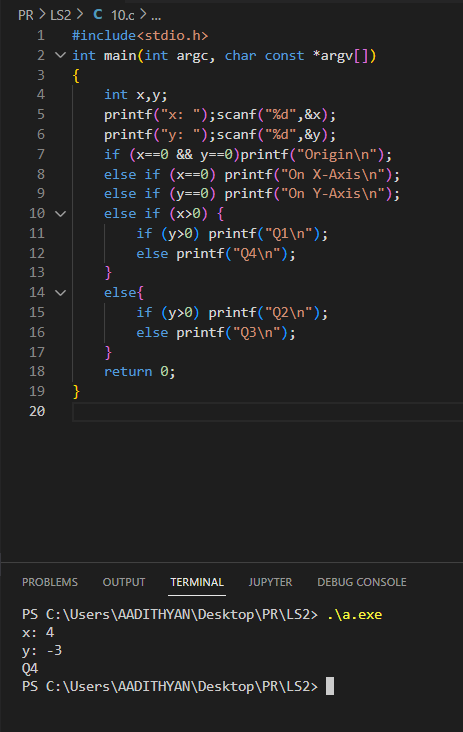 PR > LS2 > C 10.c > ...
1 #include<stdio.h>
2 int main(int argc, char const *argv[])
3 {
4     int x,y;
5     printf("x: ");scanf("%d",&x);
6     printf("y: ");scanf("%d",&y);
7     if (x==0 && y==0)printf("Origin\n");
8     else if (x==0) printf("On X-Axis\n");
9     else if (y==0) printf("On Y-Axis\n");
10     else if (x>0) {
11         if (y>0) printf("Q1\n");
12         else printf("Q4\n");
13     }
14     else{
15         if (y>0) printf("Q2\n");
16         else printf("Q3\n");
17     }
18     return 0;
19 }
20
PROBLEMS OUTPUT TERMINAL JUPYTER DEBUG CONSOLE
PS C:\Users\AADITHYAN\Desktop\PR\LS2> .\a.exe
x: 4
y: -3
Q4
PS C:\Users\AADITHYAN\Desktop\PR\LS2>